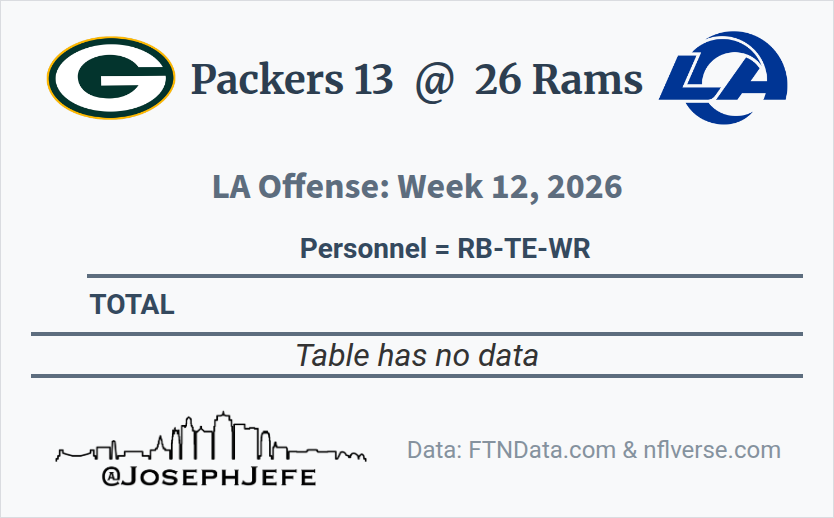 G Packers 13 @ 26 Rams LA
LA Offense: Week 12, 2026
Personnel = RB-TE-WR
TOTAL
Table has no data
@JosephJefe
Data: FTNData.com & nflverse.com